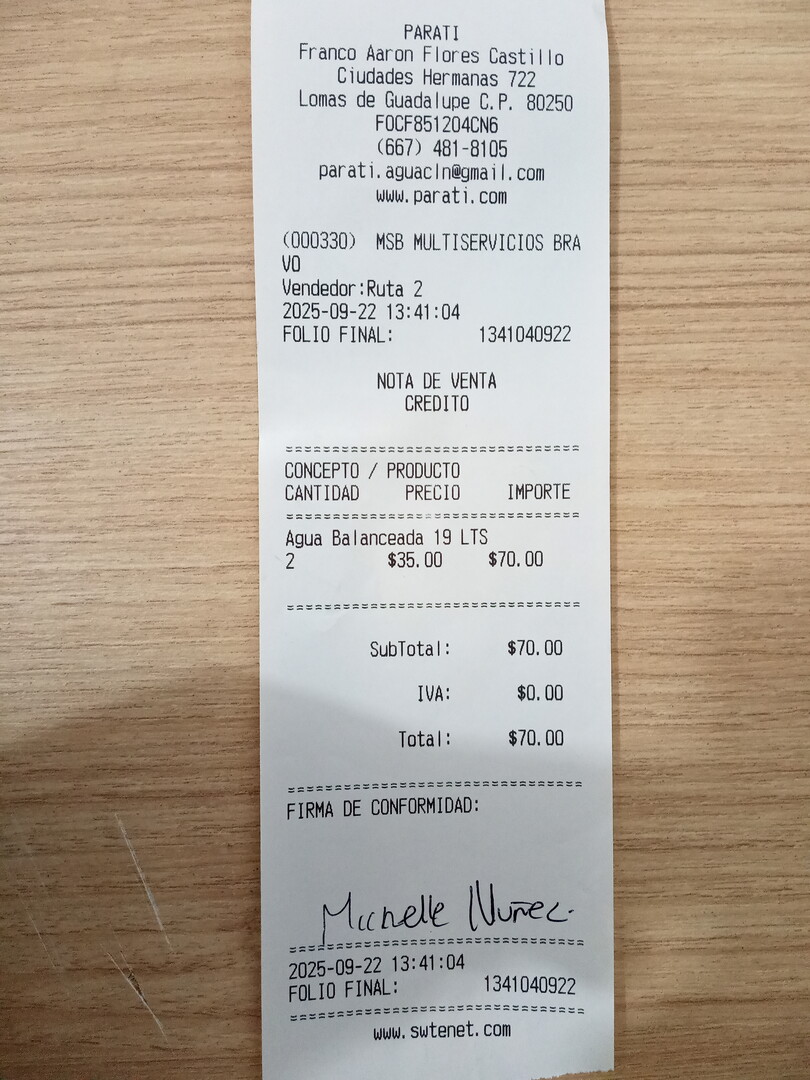 PARATI
Franco Aaron Flores Castillo
Ciudades Hermanas 722
Lomas de Guadalupe C.P. 80250
FOCF851204CN6
(667) 481-8105
parati.aguacln@gmail.com
www.parati.com
(000330) MSB MULTISERVICIOS BRA
VO
Vendedor:Ruta 2
2025-09-22 13:41:04
FOLIO FINAL: 1341040922
NOTA DE VENTA
CREDITO
===============================
CONCEPTO / PRODUCTO
CANTIDAD PRECIO IMPORTE
===============================
Agua Balanceada 19 LTS
2 $35.00 $70.00
===============================
SubTotal: $70.00
IVA: $0.00
Total: $70.00
===============================
FIRMA DE CONFORMIDAD:
Michelle Nuñez.
===============================
2025-09-22 13:41:04
FOLIO FINAL: 1341040922
===============================
www.swtenet.com